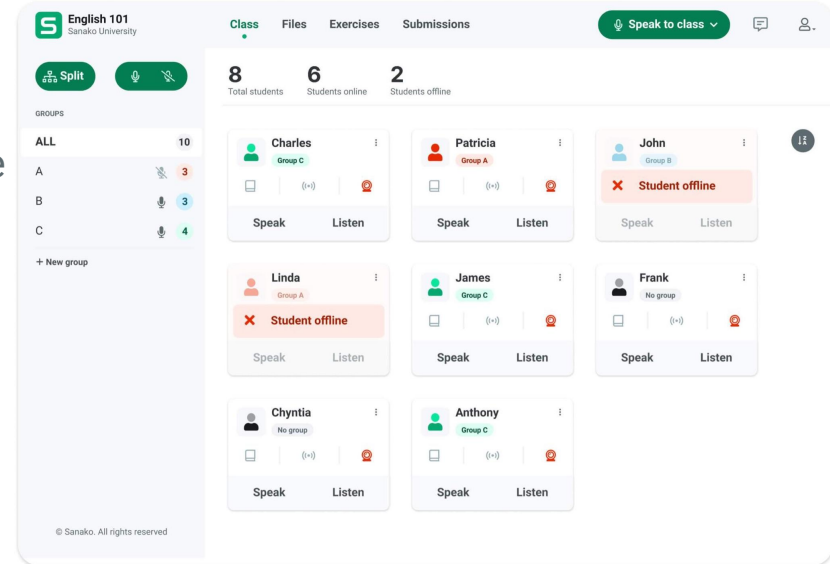 English 101
Sanako University
Class Files Exercises Submissions
Speak to class
Split
8 6 2
Total students Students online Students offline
GROUPS
ALL 10
A 3
B 3
C 4
+ New group
Charles
Group C
Speak Listen
Patricia
Group A
Speak Listen
John
Group B
Student offline
Speak Listen
Linda
Group A
Student offline
Speak Listen
James
Group C
Speak Listen
Frank
No group
Speak Listen
Chyntia
No group
Speak Listen
Anthony
Group C
Speak Listen
© Sanako. All rights reserved